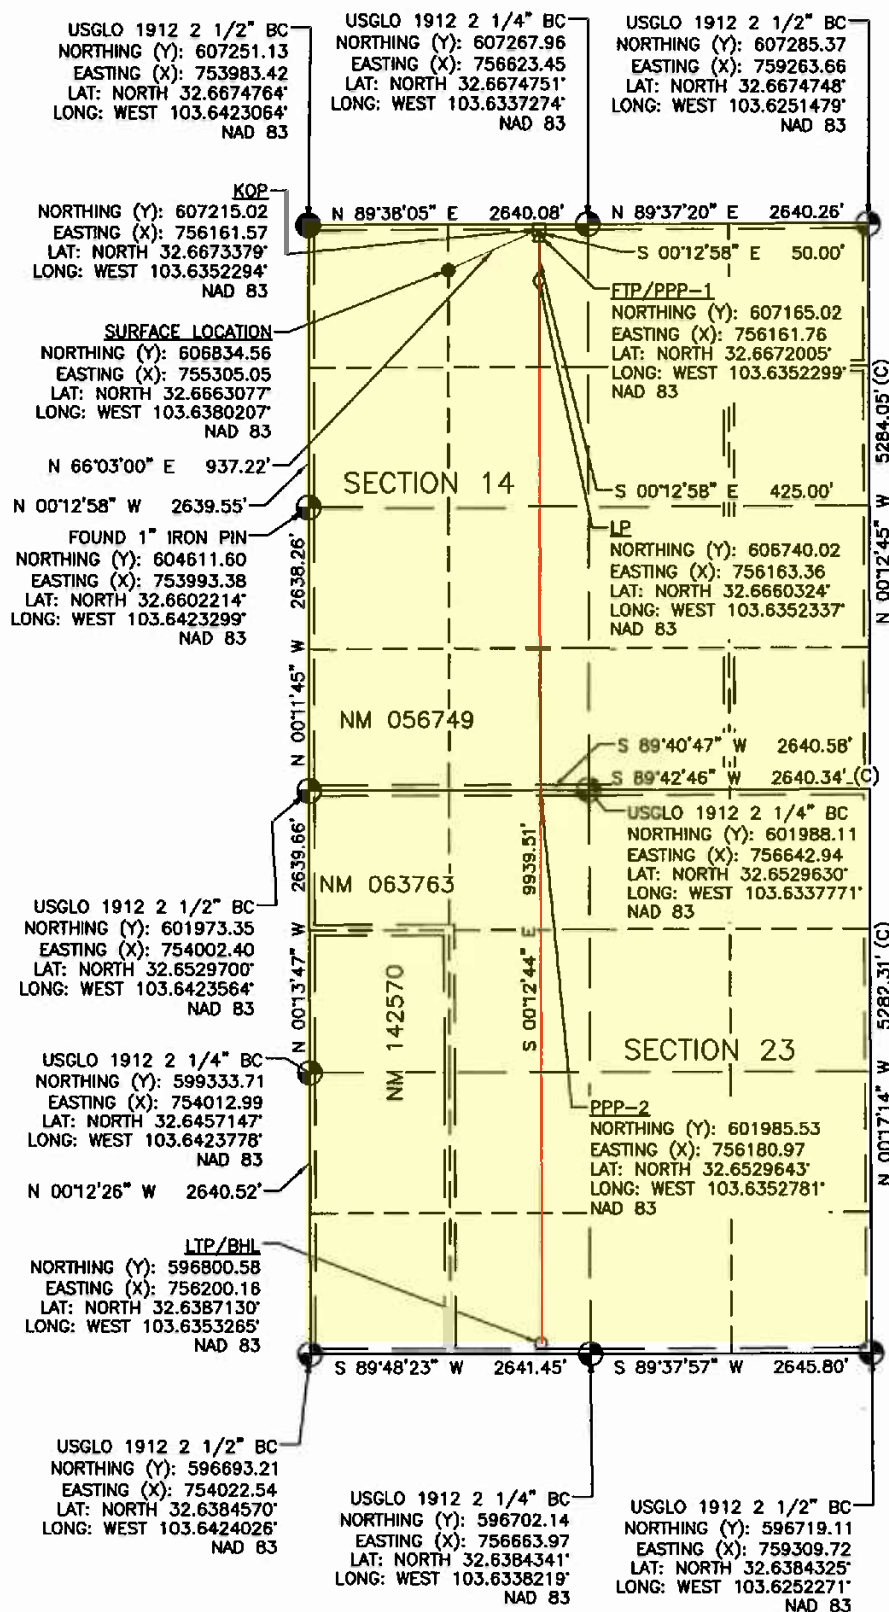 USGLO 1912 2 1/2" BC
NORTHING (Y): 607251.13
EASTING (X): 753983.42
LAT: NORTH 32.6674764°
LONG: WEST 103.6423064°
NAD 83
USGLO 1912 2 1/4" BC
NORTHING (Y): 607267.96
EASTING (X): 756623.45
LAT: NORTH 32.6674751°
LONG: WEST 103.6337274°
NAD 83
USGLO 1912 2 1/2" BC
NORTHING (Y): 607285.37
EASTING (X): 759263.66
LAT: NORTH 32.6674748°
LONG: WEST 103.6251479°
NAD 83
KOP
NORTHING (Y): 607215.02
EASTING (X): 756161.57
LAT: NORTH 32.6673379°
LONG: WEST 103.6352294°
NAD 83
N 89°38'05" E 2640.08'
N 89°37'20" E 2640.26'
S 00°12'58" E 50.00'
FTP/PPP-1
NORTHING (Y): 607165.02
EASTING (X): 756161.76
LAT: NORTH 32.6672005°
LONG: WEST 103.6352299°
NAD 83
SURFACE LOCATION
NORTHING (Y): 606834.56
EASTING (X): 755305.05
LAT: NORTH 32.6663077°
LONG: WEST 103.6380207°
NAD 83
N 66°03'00" E 937.22'
N 00°12'58" W 2639.55'
SECTION 14
S 00°12'58" E 425.00'
N 00°12'45" W 5284.05' (C)
FOUND 1" IRON PIN
NORTHING (Y): 604611.60
EASTING (X): 753993.38
LAT: NORTH 32.6602214°
LONG: WEST 103.6423299°
NAD 83
LP
NORTHING (Y): 606740.02
EASTING (X): 756163.36
LAT: NORTH 32.6660324°
LONG: WEST 103.6352337°
NAD 83
N 00°11'45" W 2638.26'
NM 056749
S 89°40'47" W 2640.58'
S 89°42'46" W 2640.34' (C)
USGLO 1912 2 1/4" BC
NORTHING (Y): 601988.11
EASTING (X): 756642.94
LAT: NORTH 32.6529630°
LONG: WEST 103.6337771°
NAD 83
N 00°13'47" W 2639.66'
NM 063763
S 00°12'44" E 9939.51'
USGLO 1912 2 1/2" BC
NORTHING (Y): 601973.35
EASTING (X): 754002.40
LAT: NORTH 32.6529700°
LONG: WEST 103.6423564°
NAD 83
NM 142570
SECTION 23
N 00°17'14" W 5282.31' (C)
USGLO 1912 2 1/4" BC
NORTHING (Y): 599333.71
EASTING (X): 754012.99
LAT: NORTH 32.6457147°
LONG: WEST 103.6423778°
NAD 83
N 00°12'26" W 2640.52'
PPP-2
NORTHING (Y): 601985.53
EASTING (X): 756180.97
LAT: NORTH 32.6529643°
LONG: WEST 103.6352781°
NAD 83
LTP/BHL
NORTHING (Y): 596800.58
EASTING (X): 756200.16
LAT: NORTH 32.6387130°
LONG: WEST 103.6353265°
NAD 83
S 89°48'23" W 2641.45'
S 89°37'57" W 2645.80'
USGLO 1912 2 1/2" BC
NORTHING (Y): 596693.21
EASTING (X): 754022.54
LAT: NORTH 32.6384570°
LONG: WEST 103.6424026°
NAD 83
USGLO 1912 2 1/4" BC
NORTHING (Y): 596702.14
EASTING (X): 756663.97
LAT: NORTH 32.6384341°
LONG: WEST 103.6338219°
NAD 83
USGLO 1912 2 1/2" BC
NORTHING (Y): 596719.11
EASTING (X): 759309.72
LAT: NORTH 32.6384325°
LONG: WEST 103.6252271°
NAD 83